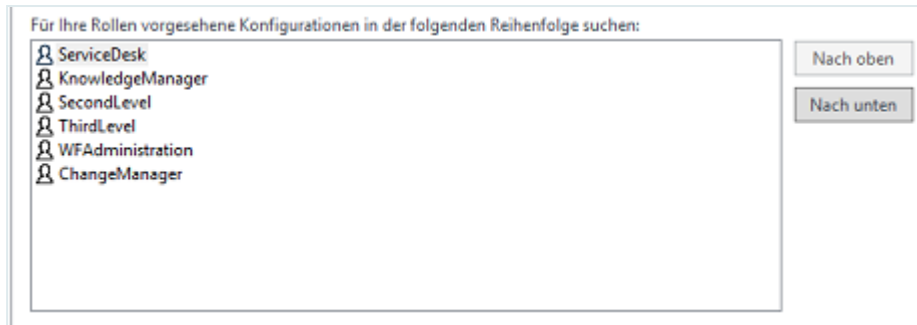 Für Ihre Rollen vorgesehene Konfigurationen in der folgenden Reihenfolge suchen:
ServiceDesk
KnowledgeManager
SecondLevel
ThirdLevel
WFAdministration
ChangeManager
Nach oben
Nach unten